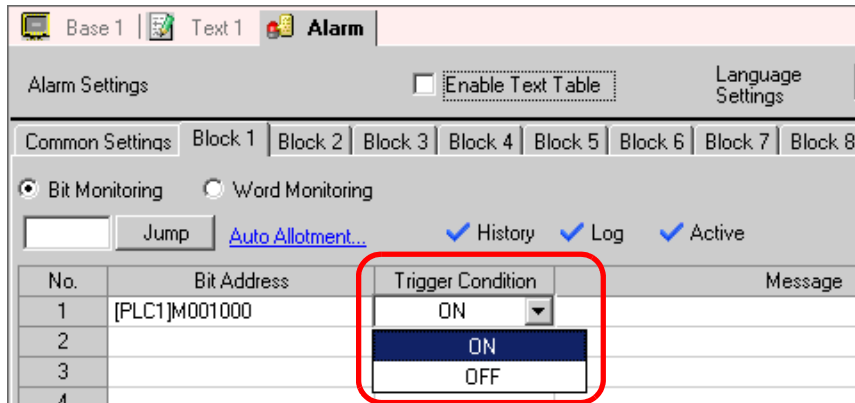 Base 1 Text 1 Alarm
Alarm Settings Enable Text Table Language Settings
Common Settings Block 1 Block 2 Block 3 Block 4 Block 5 Block 6 Block 7 Block 8
Bit Monitoring Word Monitoring
Jump Auto Allotment... History Log Active
No. Bit Address Trigger Condition Message
1 [PLC1]M001000 ON
2 ON
3 OFF
4